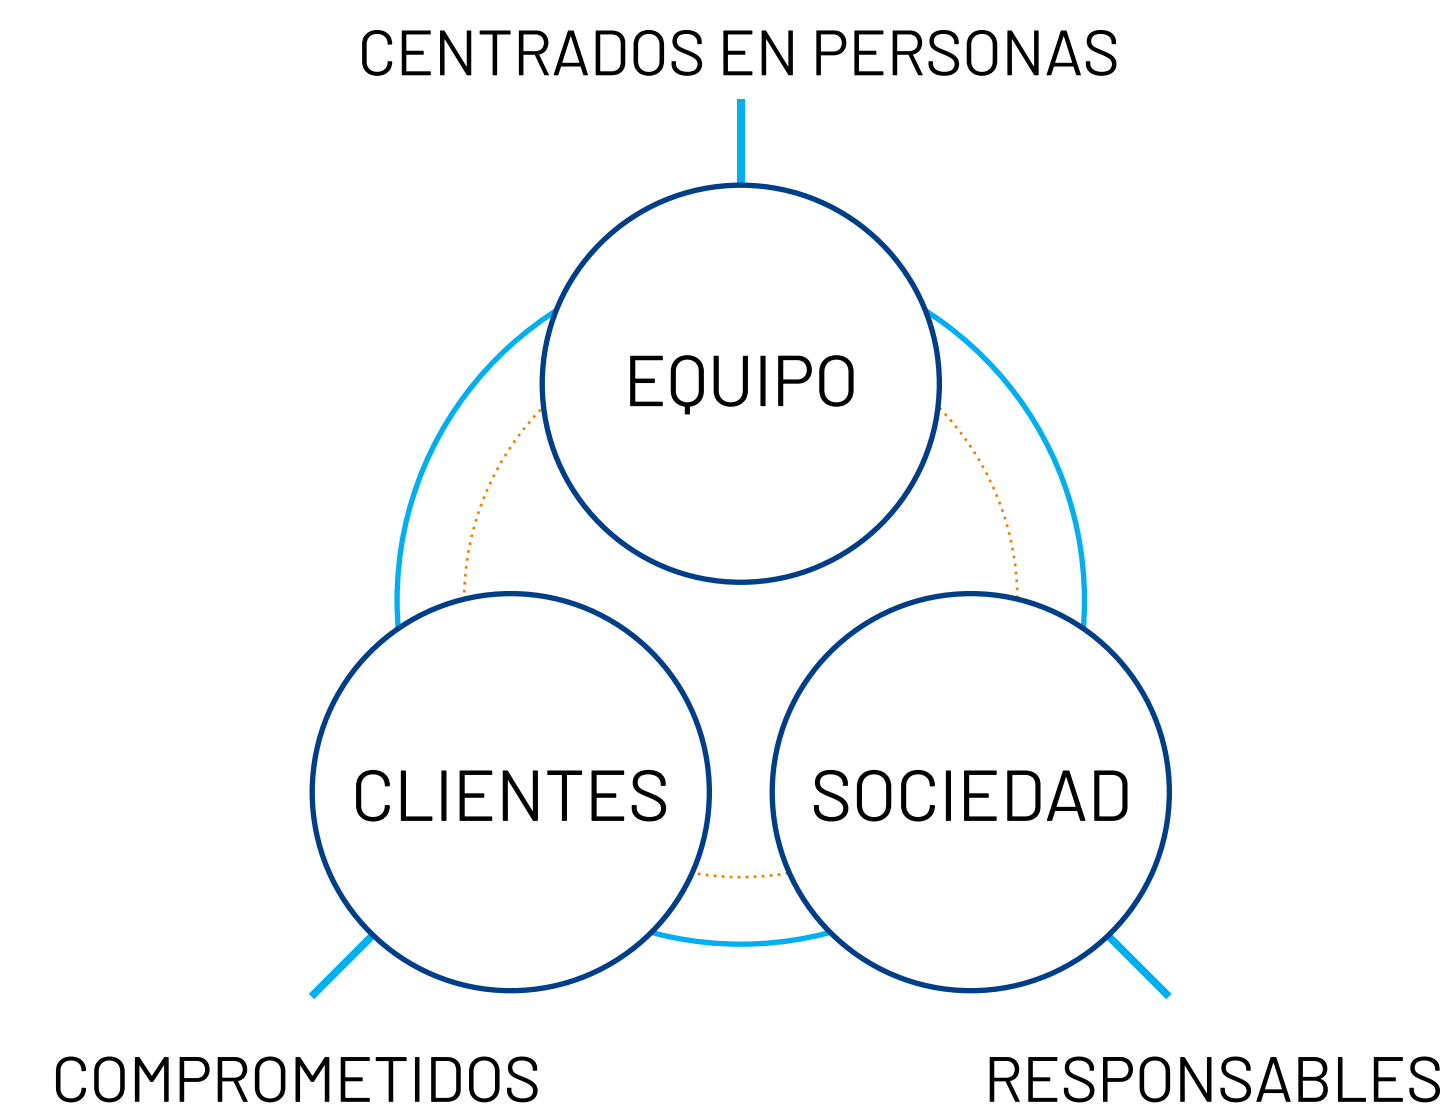 CENTRADOS EN PERSONAS
EQUIPO
CLIENTES
SOCIEDAD
COMPROMETIDOS
RESPONSABLES